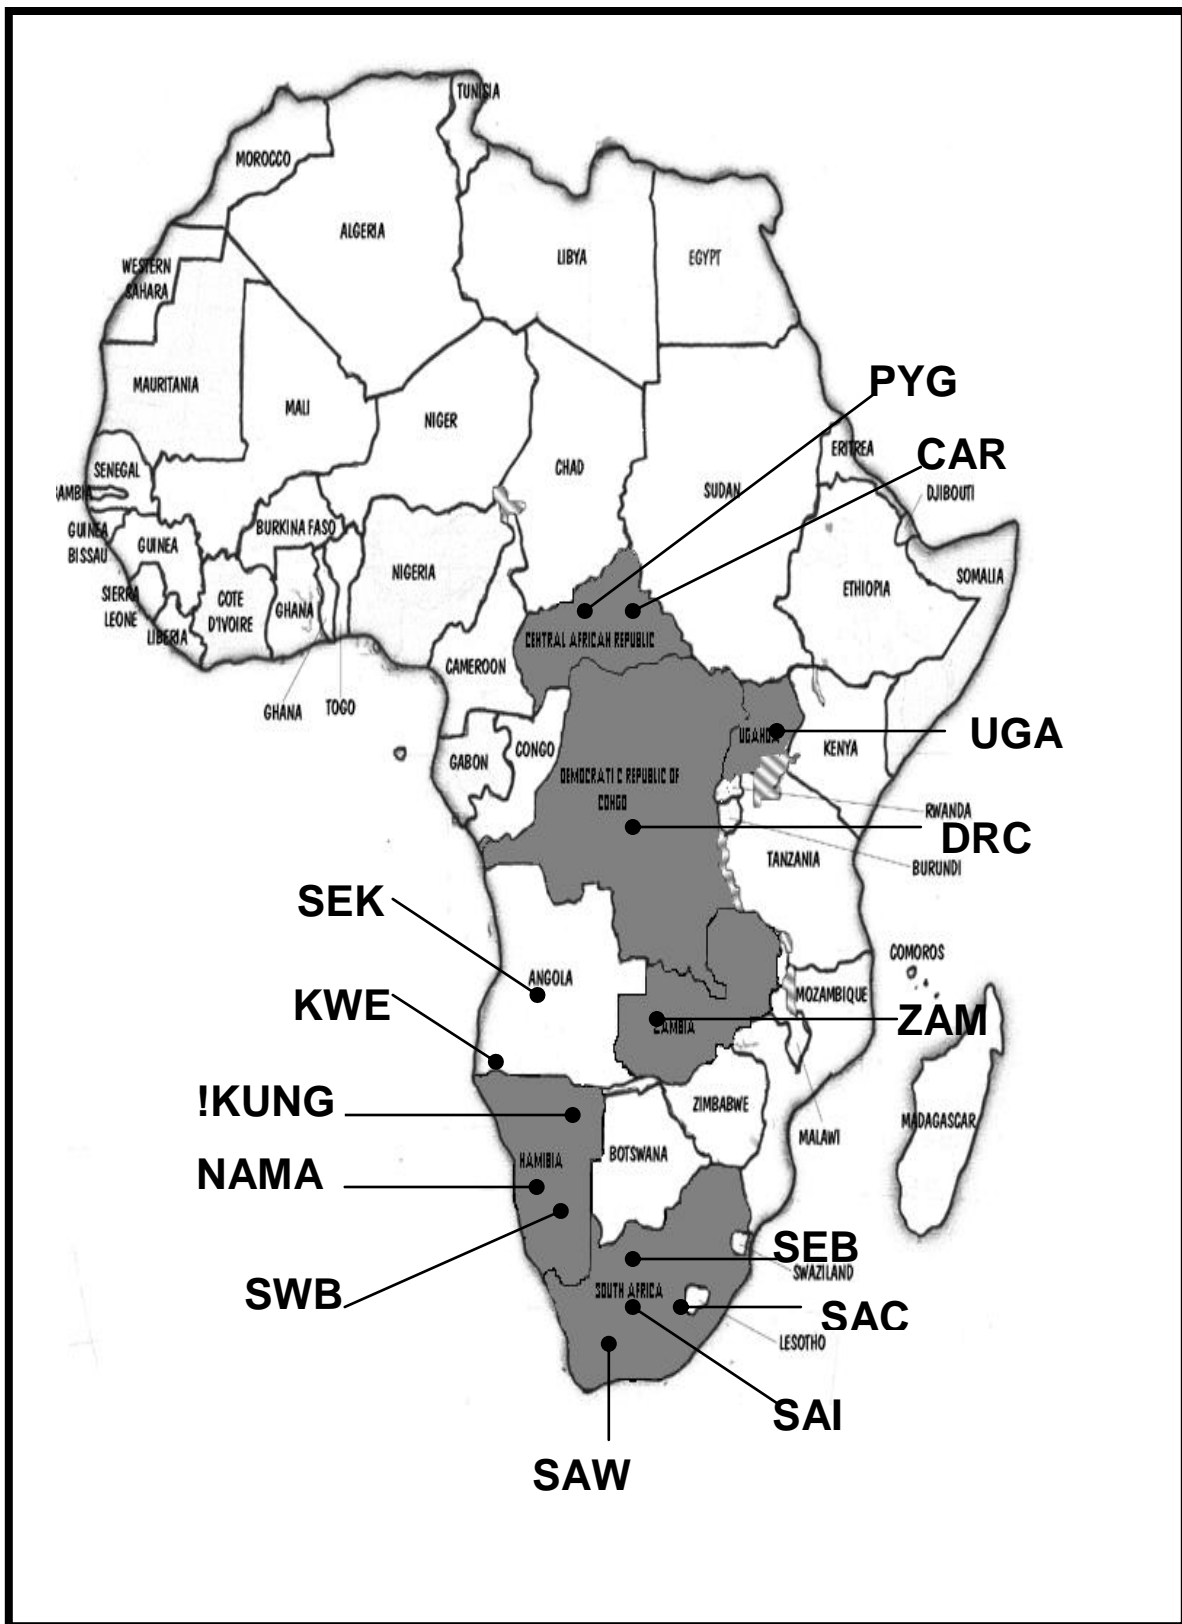 TUNISIA
MOROCCO
ALGERIA
LIBYA
EGYPT
WESTERN
SAHARA
MAURITANIA
MALI
NIGER
CHAD
SUDAN
PYG
CAR
ERITREA
DJIBOUTI
SENEGAL
AMBIA
GUINEA
BISSAU
GUINEA
BURKINA FASO
NIGERIA
ETHIOPIA
SOMALIA
SIERRA
LEONE
LIBERIA
COTE
D'IVOIRE
GHANA
GHANA
TOGO
CAMEROON
CENTRAL AFRICAN REPUBLIC
GABON
CONGO
DEMOCRATIC REPUBLIC OF
CONGO
UGANDA
KENYA
UGA
RWANDA
DRC
BURUNDI
TANZANIA
SEK
ANGOLA
KWE
COMOROS
MOZAMBIQUE
ZAM
ZAMBIA
!KUNG
ZIMBABWE
MALAWI
MADAGASCAR
NAMIBIA
BOTSWANA
NAMA
SWB
SEB
SWAZILAND
SOUTH AFRICA
SAC
LESOTHO
SAI
SAW